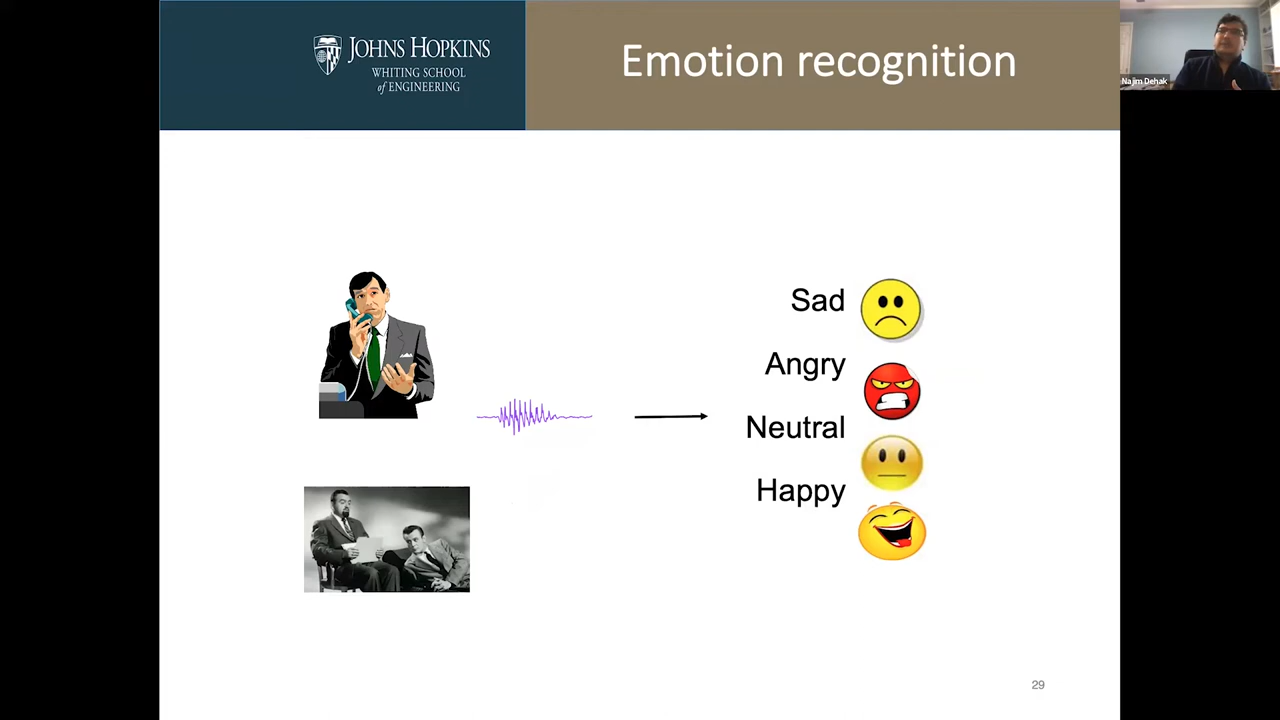 JOHNS HOPKINS
WHITING SCHOOL
of ENGINEERING
Emotion recognition
Najim Dehak
Sad
Angry
Neutral
Happy
29